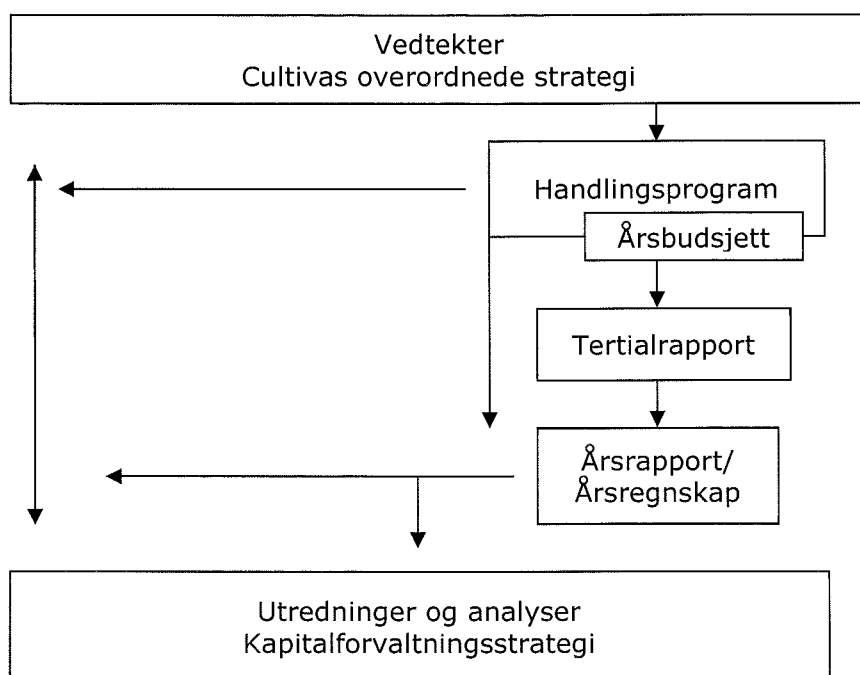 Vedtekter
Cultivas overordnede strategi
Handlingsprogram
Årsbudsjett
Tertialrapport
Årsrapport/
Årsregnskap
Utredninger og analyser
Kapitalforvaltningsstrategi